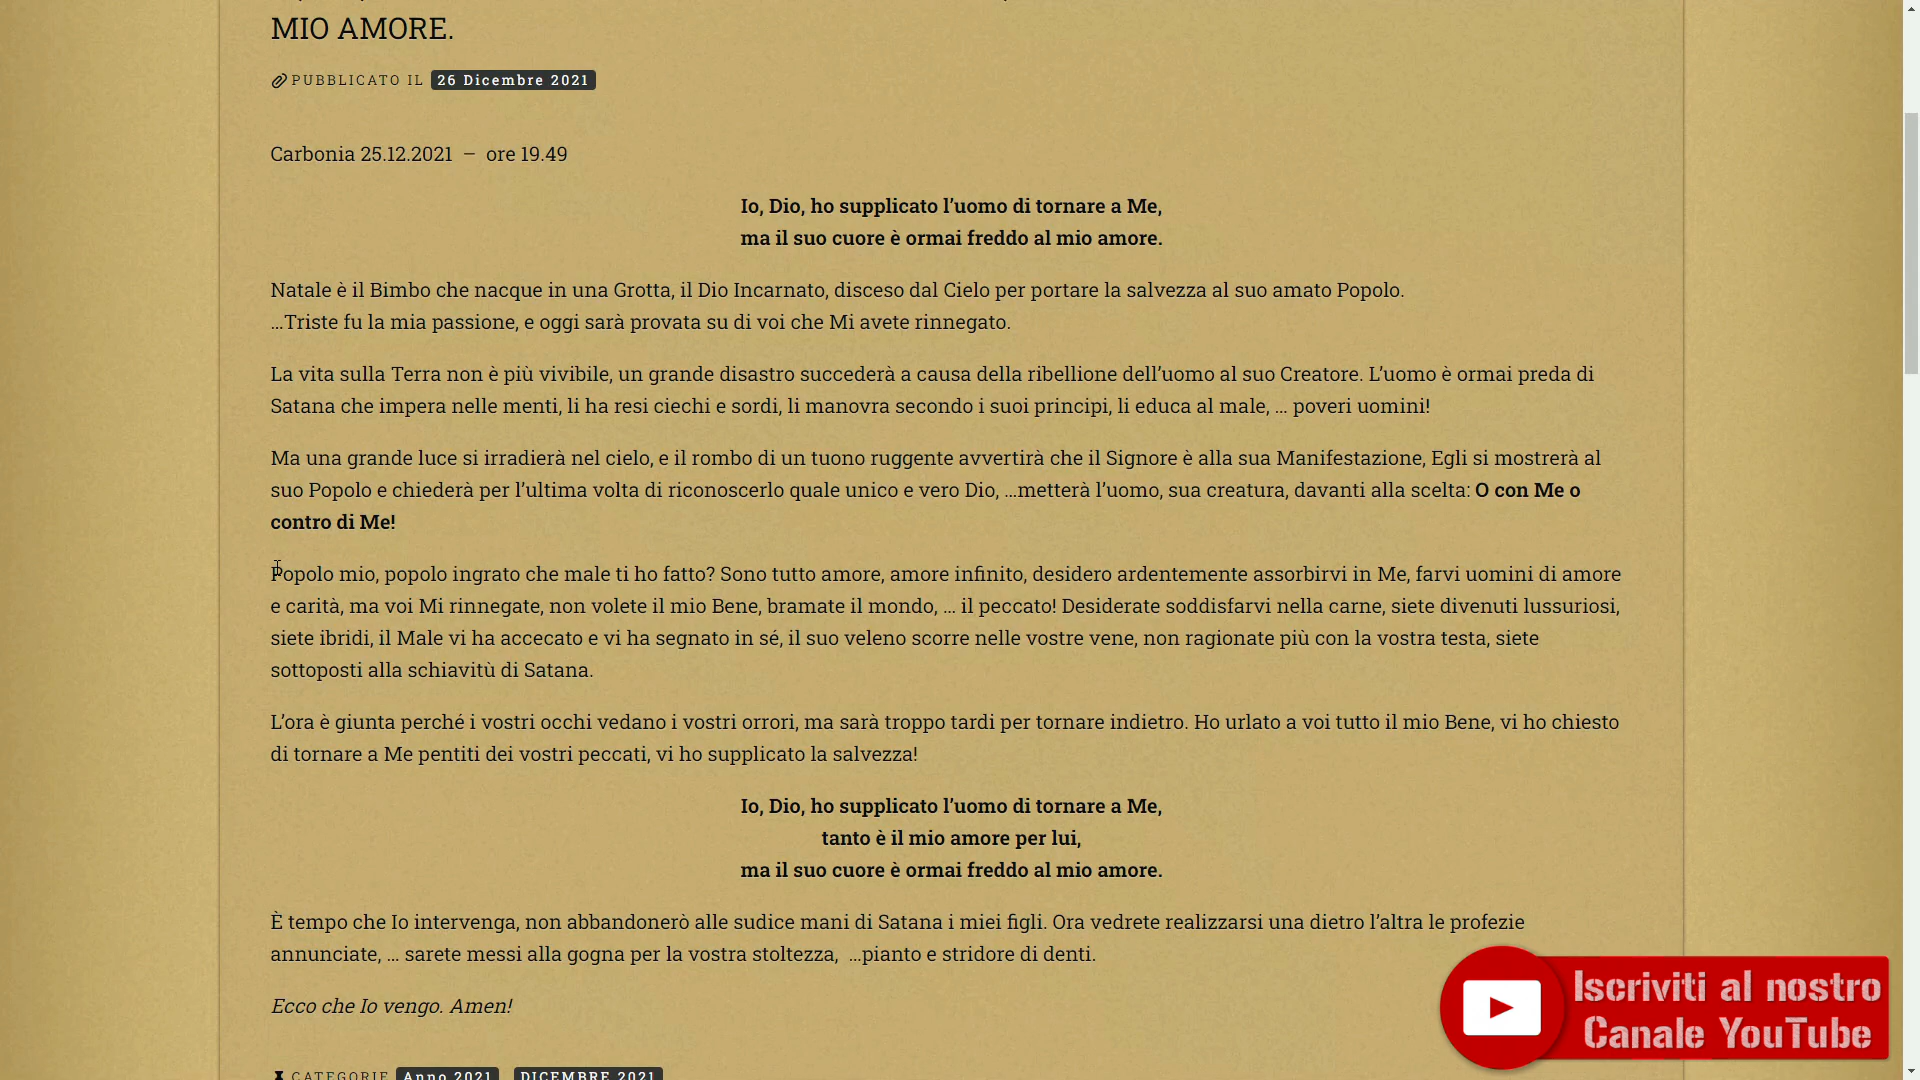 MIO AMORE.
PUBBLICATO IL 26 Dicembre 2021
Carbonia 25.12.2021 – ore 19.49
Io, Dio, ho supplicato l’uomo di tornare a Me,
ma il suo cuore è ormai freddo al mio amore.
Natale è il Bimbo che nacque in una Grotta, il Dio Incarnato, disceso dal Cielo per portare la salvezza al suo amato Popolo.
…Triste fu la mia passione, e oggi sarà provata su di voi che Mi avete rinnegato.
La vita sulla Terra non è più vivibile, un grande disastro succederà a causa della ribellione dell’uomo al suo Creatore. L’uomo è ormai preda di
Satana che impera nelle menti, li ha resi ciechi e sordi, li manovra secondo i suoi principi, li educa al male, … poveri uomini!
Ma una grande luce si irradierà nel cielo, e il rombo di un tuono ruggente avvertirà che il Signore è alla sua Manifestazione, Egli si mostrerà al
suo Popolo e chiederà per l’ultima volta di riconoscerlo quale unico e vero Dio, …metterà l’uomo, sua creatura, davanti alla scelta: O con Me o
contro di Me!
Popolo mio, popolo ingrato che male ti ho fatto? Sono tutto amore, amore infinito, desidero ardentemente assorbirvi in Me, farvi uomini di amore
e carità, ma voi Mi rinnegate, non volete il mio Bene, bramate il mondo, … il peccato! Desiderate soddisfarvi nella carne, siete divenuti lussuriosi,
siete ibridi, il Male vi ha accecato e vi ha segnato in sé, il suo veleno scorre nelle vostre vene, non ragionate più con la vostra testa, siete
sottoposti alla schiavitù di Satana.
L’ora è giunta perché i vostri occhi vedano i vostri orrori, ma sarà troppo tardi per tornare indietro. Ho urlato a voi tutto il mio Bene, vi ho chiesto
di tornare a Me pentiti dei vostri peccati, vi ho supplicato la salvezza!
Io, Dio, ho supplicato l’uomo di tornare a Me,
tanto è il mio amore per lui,
ma il suo cuore è ormai freddo al mio amore.
È tempo che Io intervenga, non abbandonerò alle sudice mani di Satana i miei figli. Ora vedrete realizzarsi una dietro l’altra le profezie
annunciate, … sarete messi alla gogna per la vostra stoltezza, …pianto e stridore di denti.
Ecco che Io vengo. Amen!
Iscriviti al nostro
Canale YouTube
CATEGORIE Anno 2021 DICEMBRE 2021